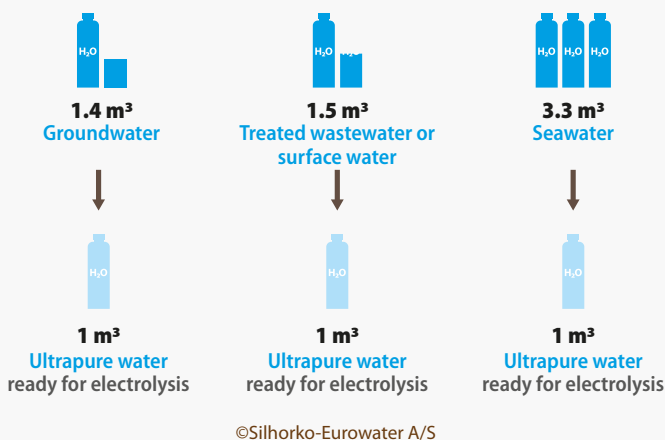 H₂O
H₂O
H₂O
H₂O
H₂O
H₂O
H₂O
1.4 m³
Groundwater
1.5 m³
Treated wastewater or
surface water
3.3 m³
Seawater
H₂O
H₂O
H₂O
1 m³
Ultrapure water
ready for electrolysis
1 m³
Ultrapure water
ready for electrolysis
1 m³
Ultrapure water
ready for electrolysis
©Silhorko-Eurowater A/S